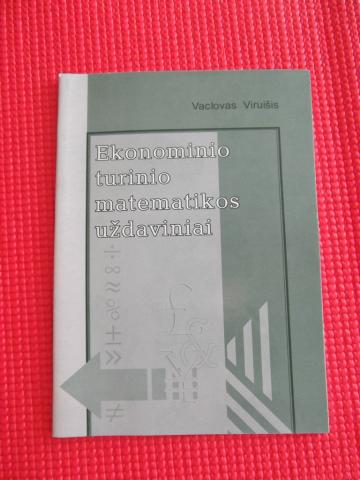 Vaclovas Viruišis
Ekonominio
turinio
matematikos
uždaviniai